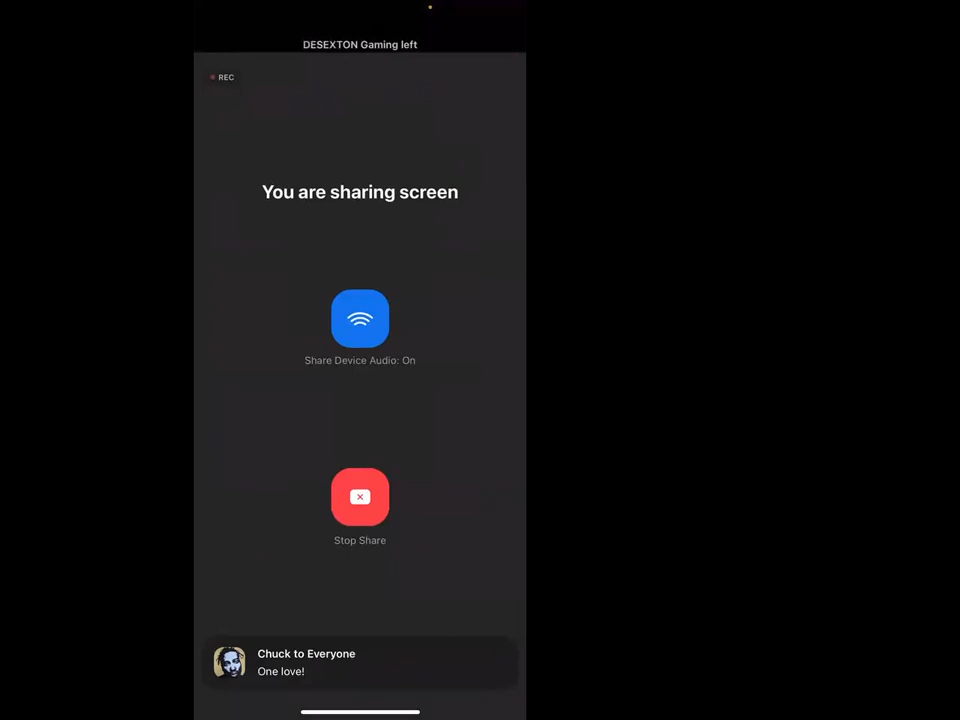 DESEXTON Gaming left
REC
You are sharing screen
Share Device Audio: On
Stop Share
Chuck to Everyone
One love!